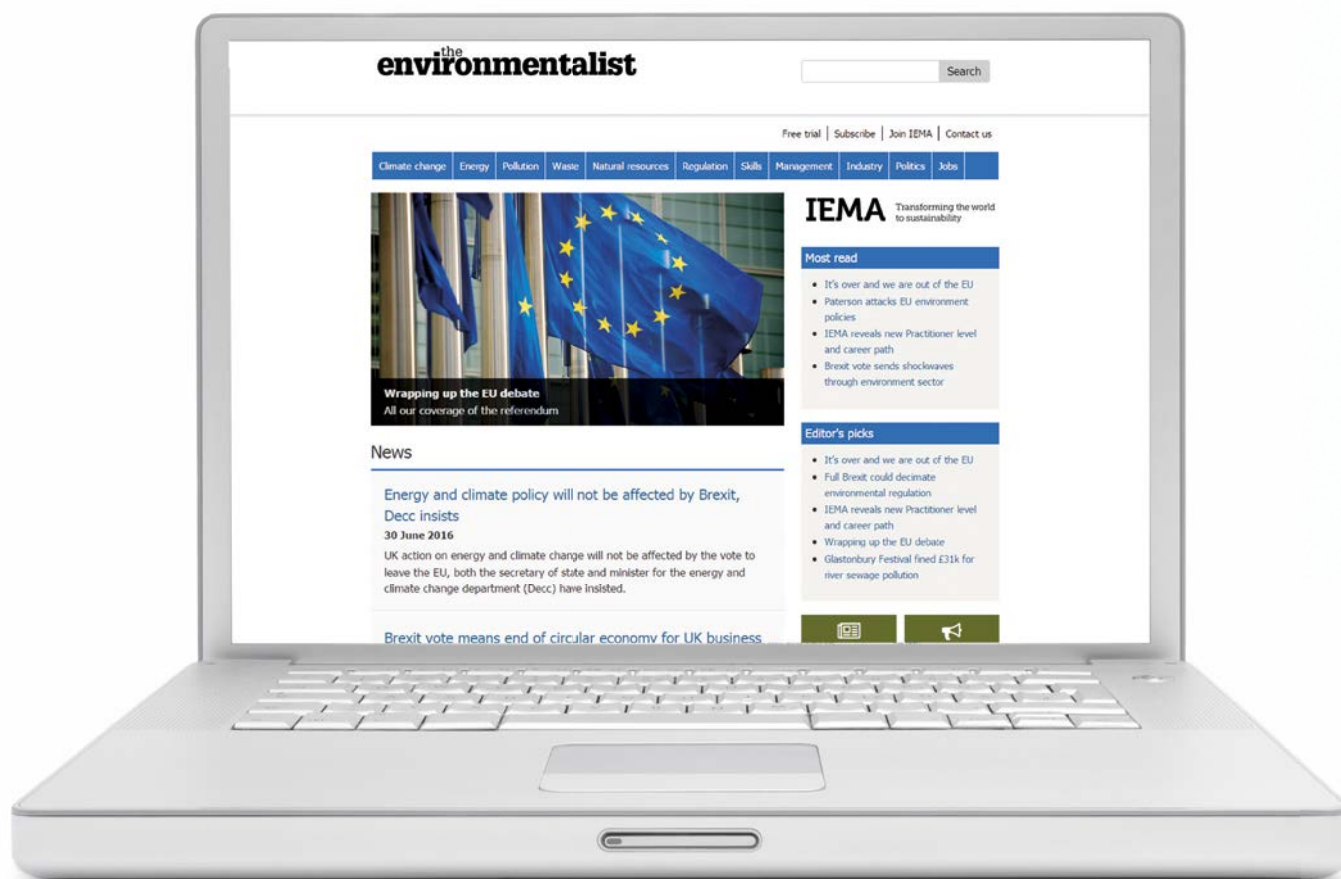 the
environmentalist
Search
Free trial | Subscribe | Join IEMA | Contact us
Climate change Energy Pollution Waste Natural resources Regulation Skills Management Industry Politics Jobs
Wrapping up the EU debate
All our coverage of the referendum
News
Energy and climate policy will not be affected by Brexit,
Decc insists
30 June 2016
UK action on energy and climate change will not be affected by the vote to
leave the EU, both the secretary of state and minister for the energy and
climate change department (Decc) have insisted.
Brexit vote means end of circular economy for UK business
IEMA Transforming the world
to sustainability
Most read
• It's over and we are out of the EU
• Paterson attacks EU environment
policies
• IEMA reveals new Practitioner level
and career path
• Brexit vote sends shockwaves
through environment sector
Editor's picks
• It's over and we are out of the EU
• Full Brexit could decimate
environmental regulation
• IEMA reveals new Practitioner level
and career path
• Wrapping up the EU debate
• Glastonbury Festival fined £31k for
river sewage pollution